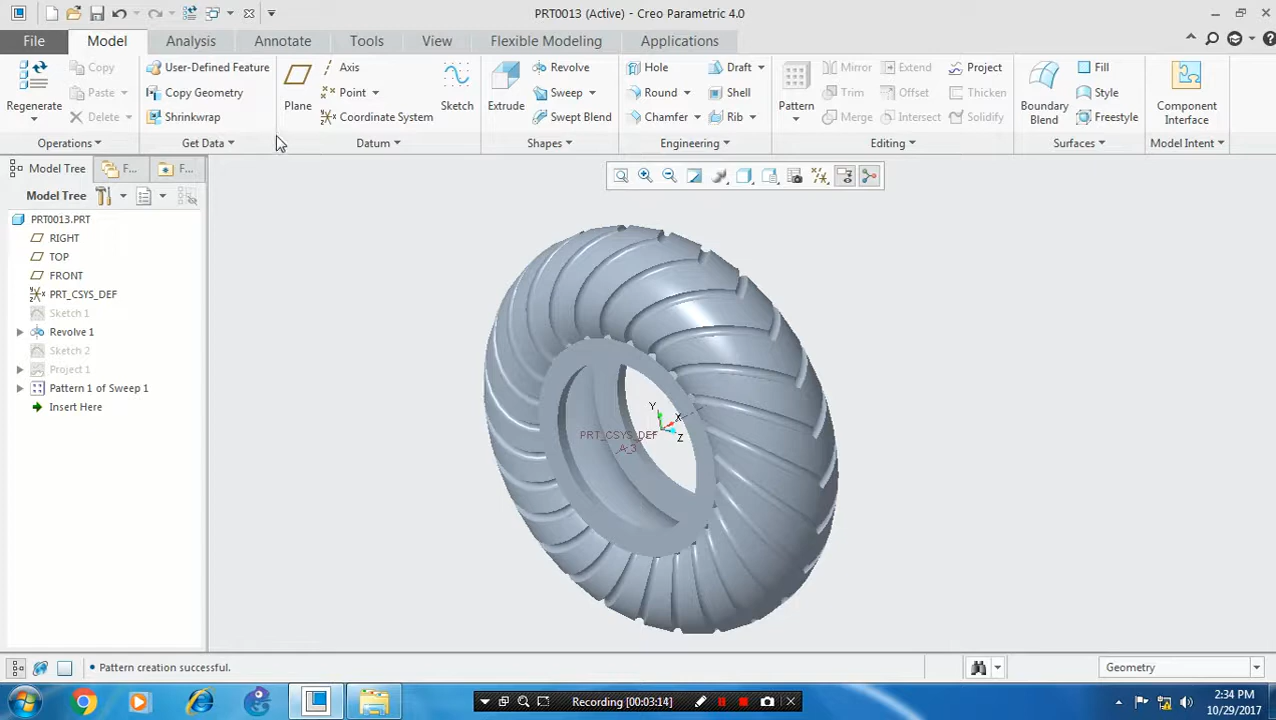 PRT0013 (Active) - Creo Parametric 4.0
File Model Analysis Annotate Tools View Flexible Modeling Applications
Regenerate
Copy
Paste
Delete
Operations
User-Defined Feature
Copy Geometry
Shrinkwrap
Get Data
Plane
Axis
Point
Coordinate System
Sketch
Datum
Extrude
Revolve
Sweep
Swept Blend
Shapes
Hole
Round
Chamfer
Draft
Shell
Rib
Engineering
Pattern
Mirror
Trim
Merge
Extend
Offset
Intersect
Project
Thicken
Solidify
Editing
Boundary
Blend
Fill
Style
Freestyle
Surfaces
Component
Interface
Model Intent
Model Tree F... F...
Model Tree
PRT0013.PRT
RIGHT
TOP
FRONT
PRT_CSYS_DEF
Sketch 1
Revolve 1
Sketch 2
Project 1
Pattern 1 of Sweep 1
Insert Here
Y
X
PRT_CSYS_DEF
Z
A_3
Pattern creation successful.
Geometry
Recording [00:03:14]
2:34 PM
10/29/2017